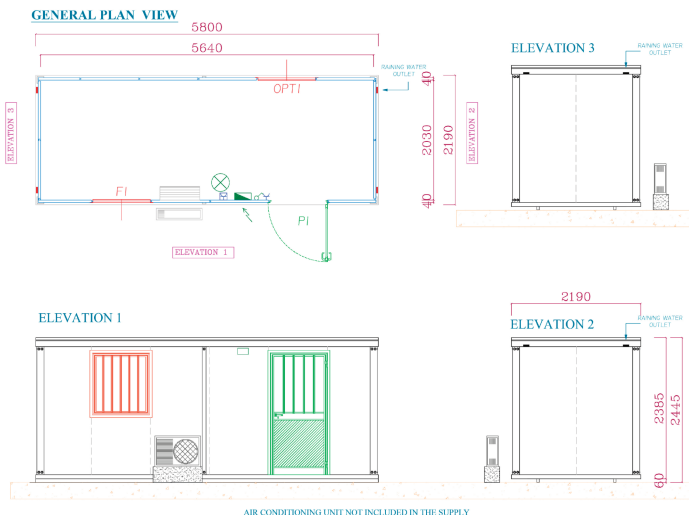 GENERAL PLAN VIEW
5800
5640
RAINING WATER
OUTLET
OPT1
40
2030
2190
40
ELEVATION 3
ELEVATION 2
F1
P1
ELEVATION 1
ELEVATION 3
RAINING WATER
OUTLET
ELEVATION 1
2190
ELEVATION 2
RAINING WATER
OUTLET
2385
2445
60
AIR CONDITIONING UNIT NOT INCLUDED IN THE SUPPLY